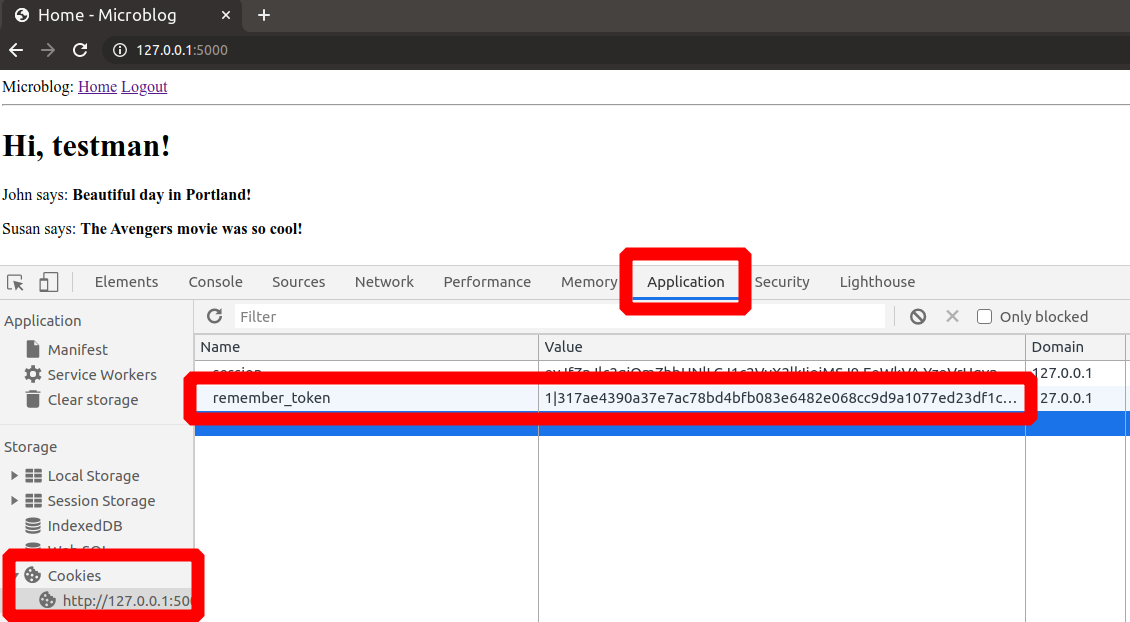 Home - Microblog
127.0.0.1:5000
Microblog: Home Logout
Hi, testman!
John says: Beautiful day in Portland!
Susan says: The Avengers movie was so cool!
Elements Console Sources Network Performance Memory Application Security Lighthouse
Application
Manifest
Service Workers
Clear storage
Storage
Local Storage
Session Storage
IndexedDB
Web SQL
Cookies
http://127.0.0.1:500
Filter
Only blocked
Name Value Domain
session 127.0.0.1
remember_token 1|317ae4390a37e7ac78bd4bfb083e6482e068cc9d9a1077ed23df1c... 127.0.0.1